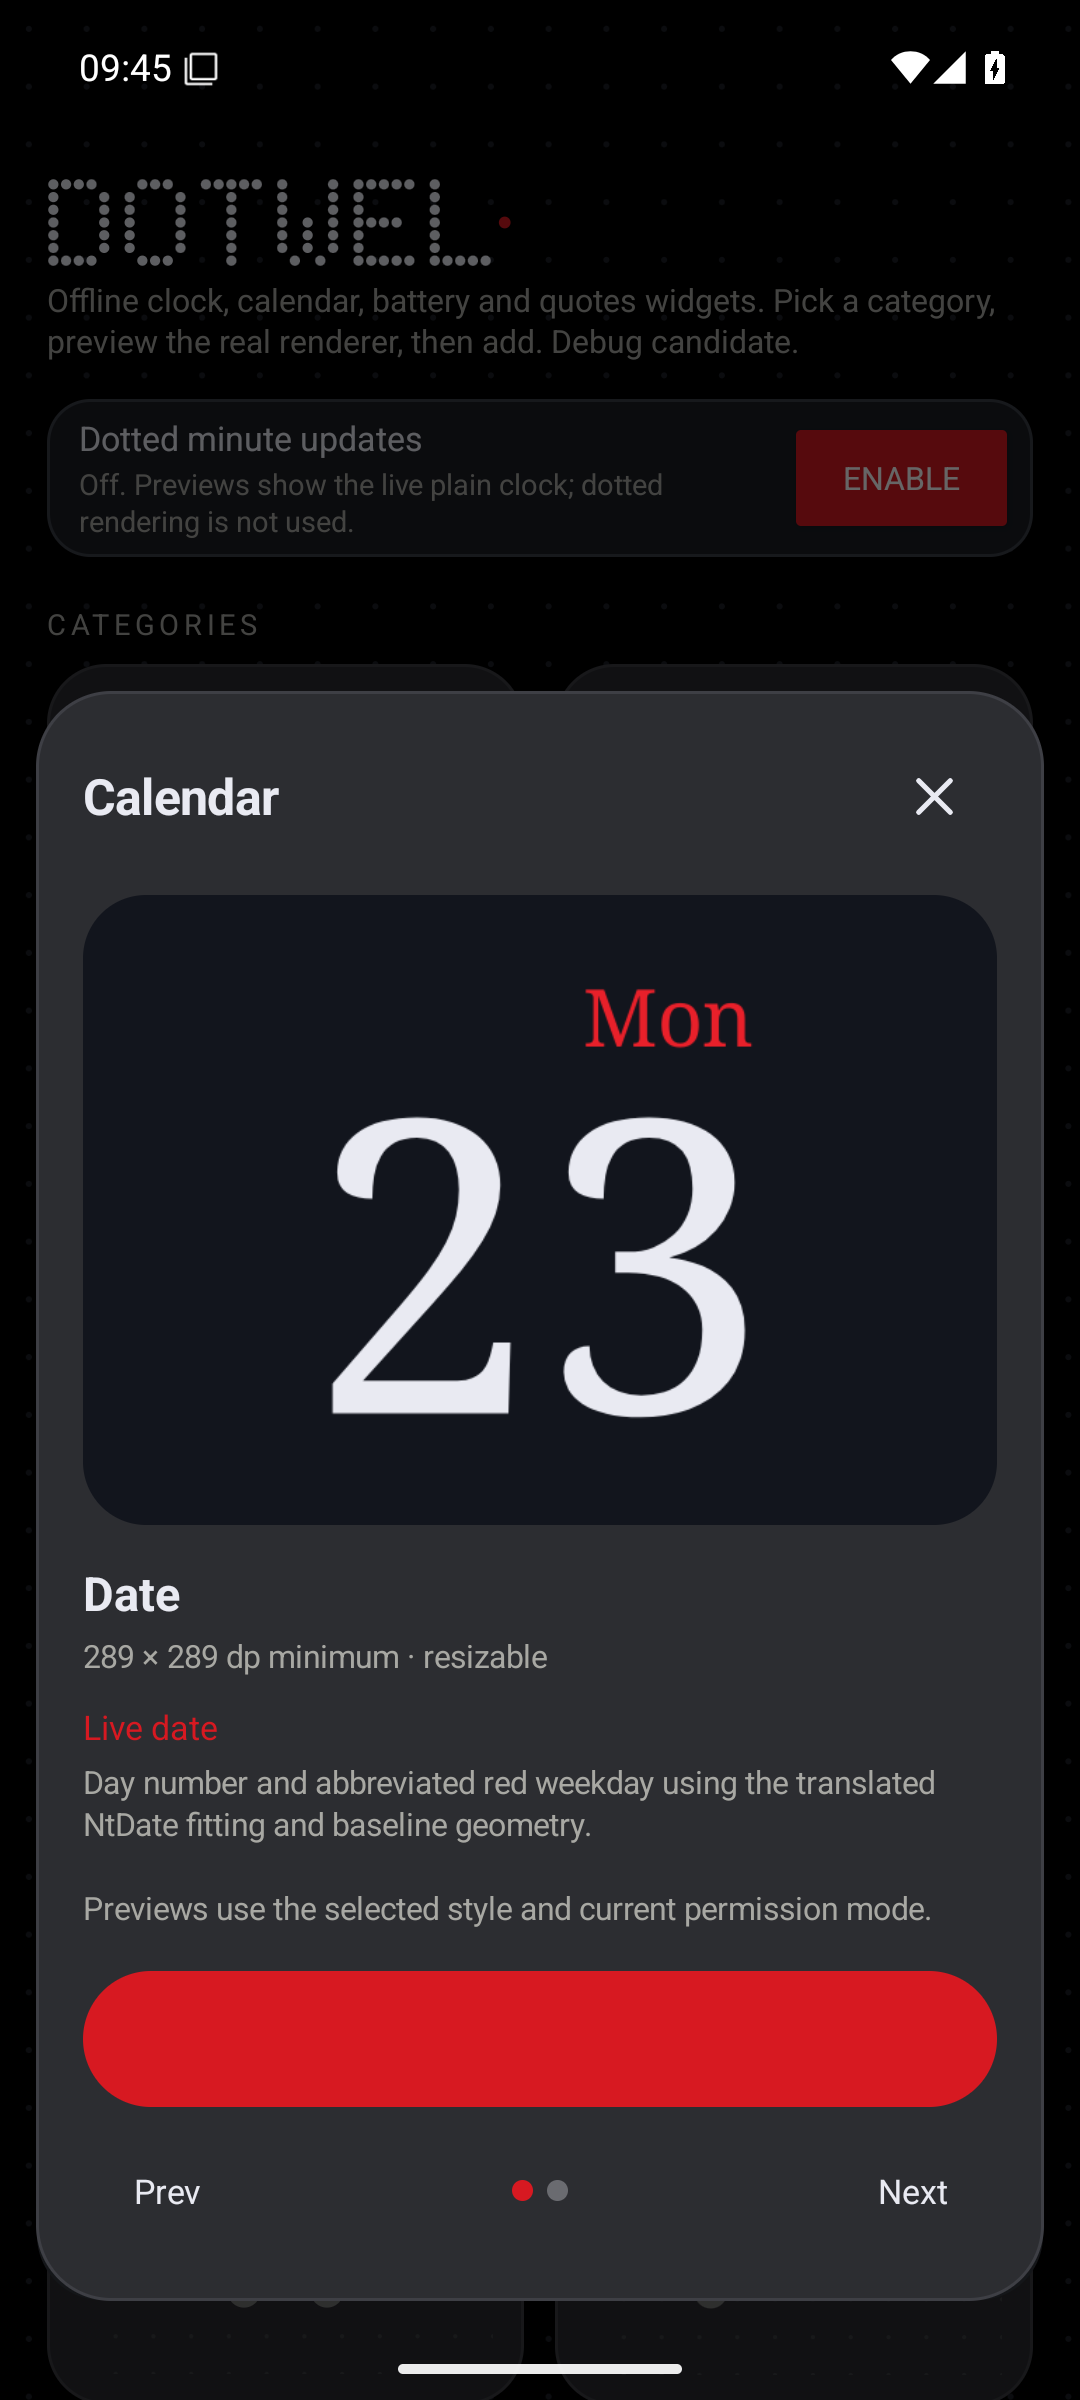 09:45
DOTWEL
Offline clock, calendar, battery and quotes widgets. Pick a category,
preview the real renderer, then add. Debug candidate.
Dotted minute updates
Off. Previews show the live plain clock; dotted
rendering is not used.
ENABLE
CATEGORIES
Calendar
Mon
23
Date
289 × 289 dp minimum · resizable
Live date
Day number and abbreviated red weekday using the translated
NtDate fitting and baseline geometry.
Previews use the selected style and current permission mode.
Prev
Next